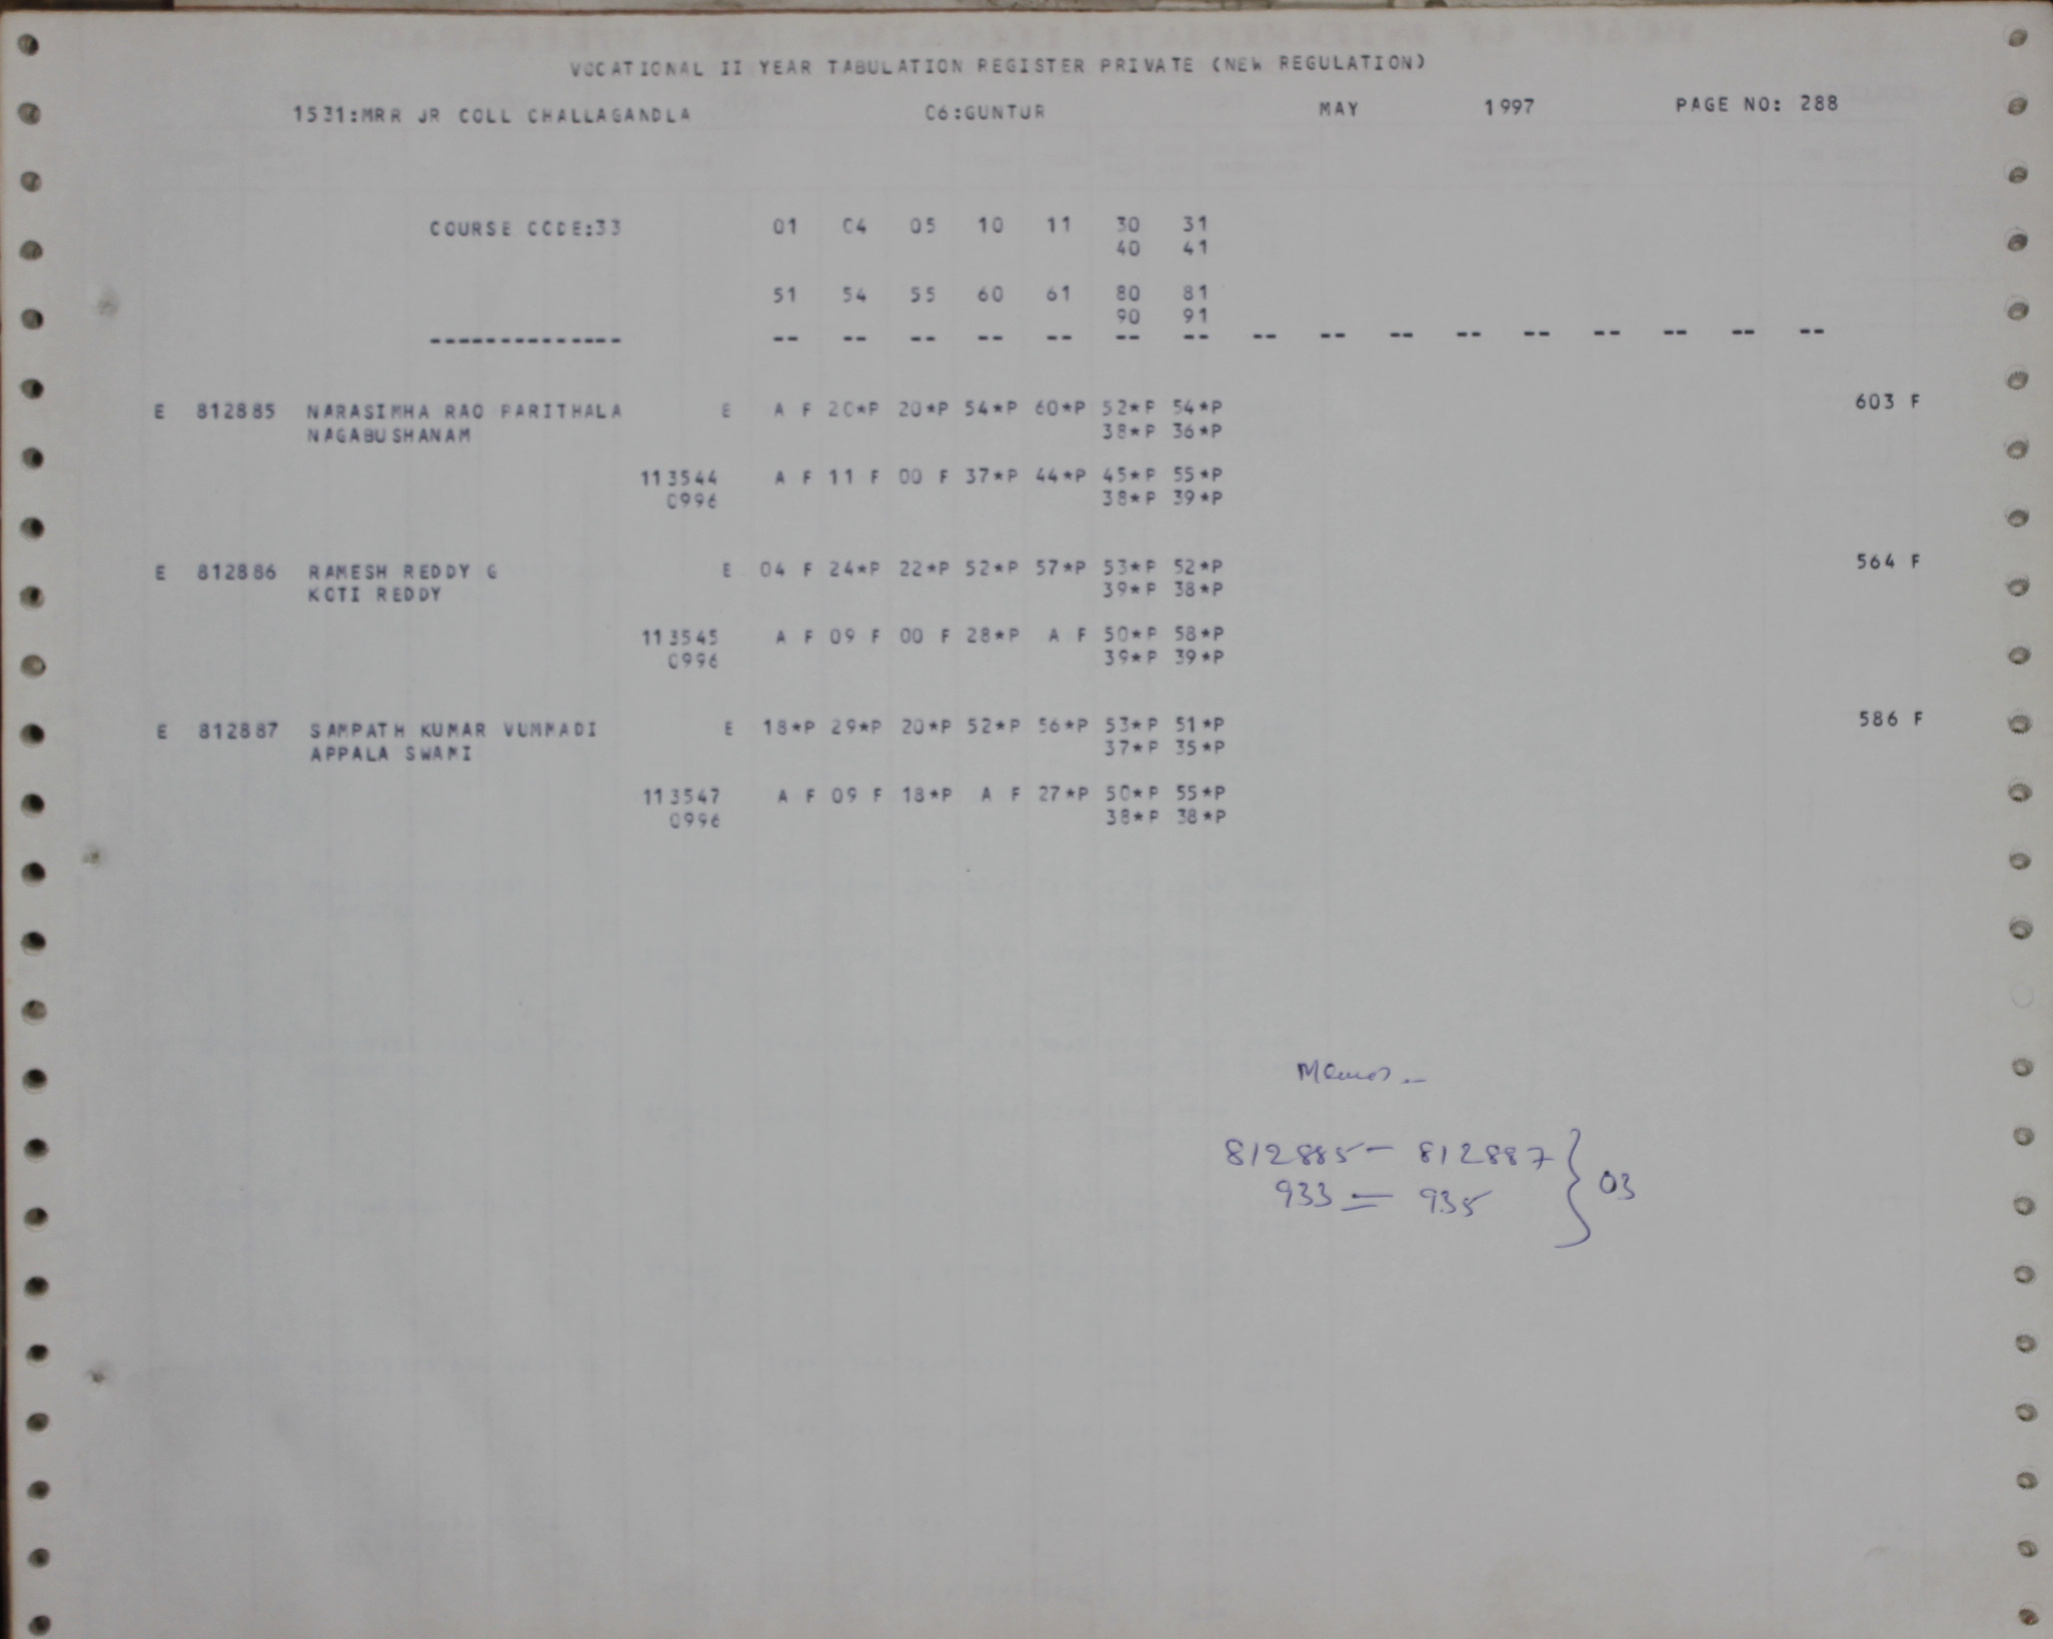 VOCATIONAL II YEAR TABULATION REGISTER PRIVATE (NEW REGULATION)
1531:MRR JR COLL CHALLAGANDLA C6:GUNTUR MAY 1997 PAGE NO: 288
COURSE CODE:33 01 04 05 10 11 30 31
40 41
51 54 55 60 61 80 81
90 91
-------------- -- -- -- -- -- -- -- -- -- -- -- -- -- -- -- --
E 812885 NARASIMHA RAO PARITHALA E A F 20*P 20*P 54*P 60*P 52*P 54*P 603 F
NAGABUSHANAM 38*P 36*P
113544 A F 11 F 00 F 37*P 44*P 45*P 55*P
0996 38*P 39*P
E 812886 RAMESH REDDY G E 04 F 24*P 22*P 52*P 57*P 53*P 52*P 564 F
KOTI REDDY 39*P 38*P
113545 A F 09 F 00 F 28*P A F 50*P 58*P
0996 39*P 39*P
E 812887 SAMPATH KUMAR VUMMADI E 18*P 29*P 20*P 52*P 56*P 53*P 51*P 586 F
APPALA SWAMI 37*P 35*P
113547 A F 09 F 18*P A F 27*P 50*P 55*P
0996 38*P 38*P
Memos -
812885 - 812887 } 03
933 = 935